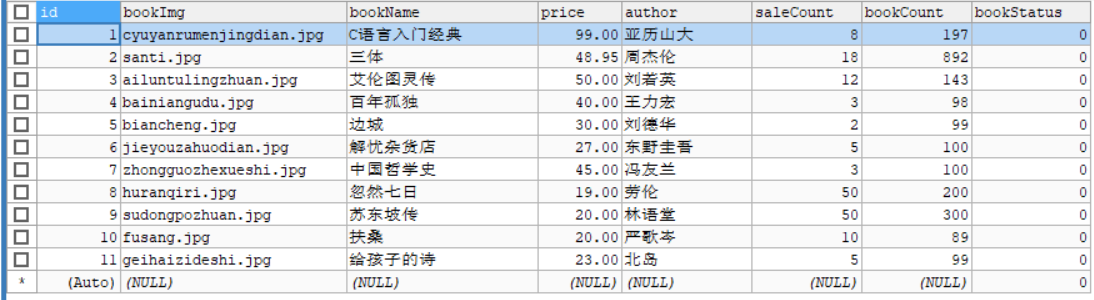 id bookImg bookName price author saleCount bookCount bookStatus
1 cyuyanrumenjingdian.jpg C语言入门经典 99.00 亚历山大 8 197 0
2 santi.jpg 三体 48.95 周杰伦 18 892 0
3 ailuntulingzhuan.jpg 艾伦图灵传 50.00 刘若英 12 143 0
4 bainiangudu.jpg 百年孤独 40.00 王力宏 3 98 0
5 biancheng.jpg 边城 30.00 刘德华 2 99 0
6 jieyouzahuodian.jpg 解忧杂货店 27.00 东野圭吾 5 100 0
7 zhongguozhexueshi.jpg 中国哲学史 45.00 冯友兰 3 100 0
8 huranqiri.jpg 忽然七日 19.00 劳伦 50 200 0
9 sudongpozhuan.jpg 苏东坡传 20.00 林语堂 50 300 0
10 fusang.jpg 扶桑 20.00 严歌岑 10 89 0
11 geihaizideshi.jpg 给孩子的诗 23.00 北岛 5 99 0
* (Auto) (NULL) (NULL) (NULL) (NULL) (NULL) (NULL) 0